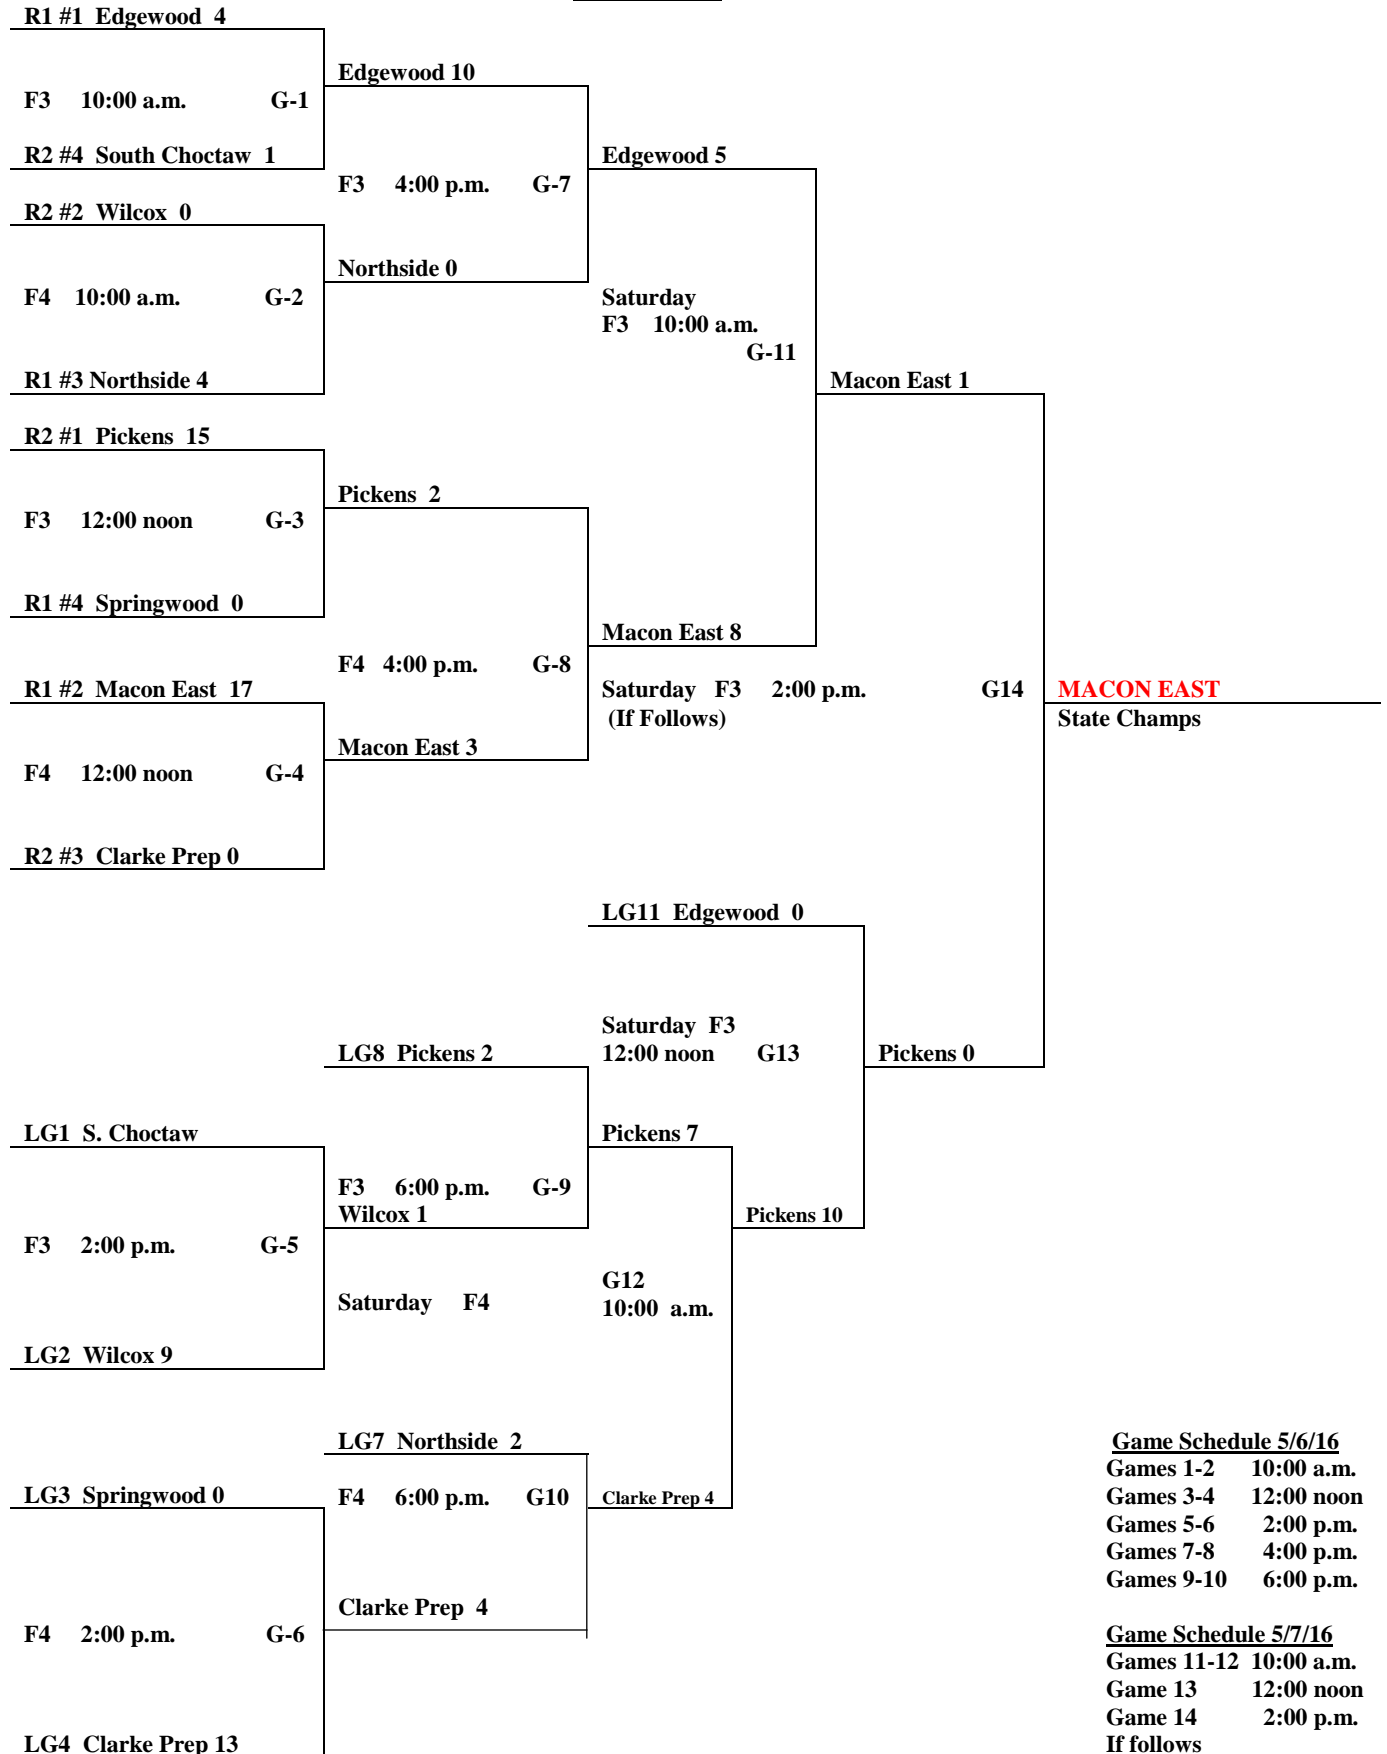 R1 #1 Edgewood 4
Edgewood 10
F3 10:00 a.m. G-1
R2 #4 South Choctaw 1
Edgewood 5
F3 4:00 p.m. G-7
R2 #2 Wilcox 0
Northside 0
F4 10:00 a.m. G-2
Saturday
F3 10:00 a.m.
G-11
R1 #3 Northside 4
Macon East 1
R2 #1 Pickens 15
Pickens 2
F3 12:00 noon G-3
R1 #4 Springwood 0
Macon East 8
F4 4:00 p.m. G-8
R1 #2 Macon East 17
Saturday F3 2:00 p.m. G14
MACON EAST
(If Follows)
State Champs
Macon East 3
F4 12:00 noon G-4
R2 #3 Clarke Prep 0
LG11 Edgewood 0
Saturday F3
12:00 noon G13
LG8 Pickens 2
Pickens 0
LG1 S. Choctaw
Pickens 7
F3 6:00 p.m. G-9
Wilcox 1
Pickens 10
F3 2:00 p.m. G-5
G12
10:00 a.m.
Saturday F4
LG2 Wilcox 9
LG7 Northside 2
LG3 Springwood 0
F4 6:00 p.m. G10
Clarke Prep 4
Clarke Prep 4
F4 2:00 p.m. G-6
LG4 Clarke Prep 13
Game Schedule 5/6/16
Games 1-2 10:00 a.m.
Games 3-4 12:00 noon
Games 5-6 2:00 p.m.
Games 7-8 4:00 p.m.
Games 9-10 6:00 p.m.
Game Schedule 5/7/16
Games 11-12 10:00 a.m.
Game 13 12:00 noon
Game 14 2:00 p.m.
If follows